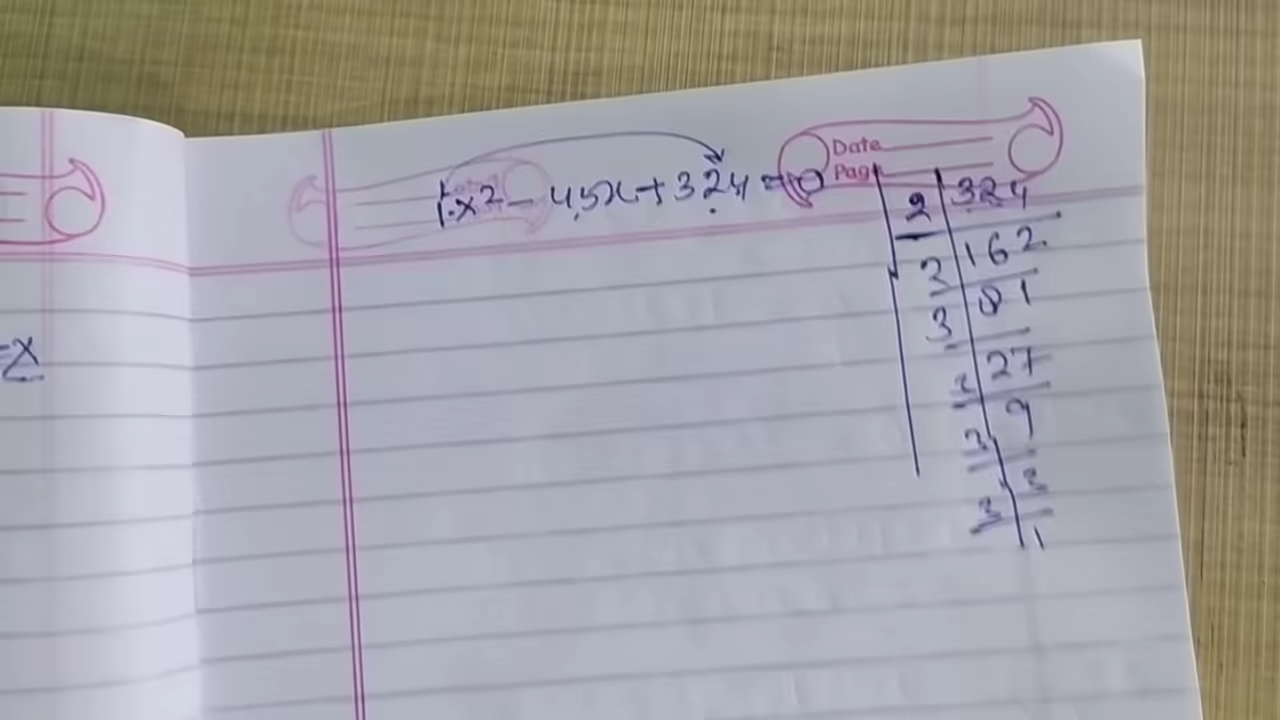 Date
Page
1.x2 - 45x + 324 = 0
2 324
2 162
3 81
3 27
3 9
3 3
1
-x